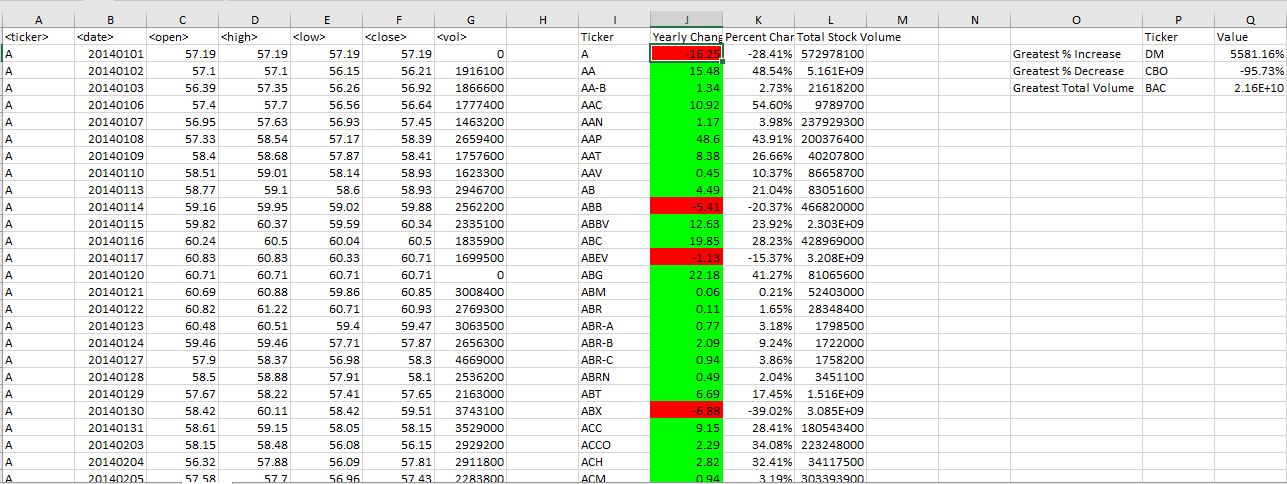 A B C D E F G H I J K L M N O P Q
<ticker> <date> <open> <high> <low> <close> <vol> Ticker Yearly Chang Percent Char Total Stock Volume Ticker Value
A 20140101 57.19 57.19 57.19 57.19 0 A -16.25 -28.41% 572978100 Greatest % Increase DM 5581.16%
A 20140102 57.1 57.1 56.15 56.21 1916100 AA 15.48 48.54% 5.161E+09 Greatest % Decrease CBO -95.73%
A 20140103 56.39 57.35 56.26 56.92 1866600 AA-B 1.34 2.73% 21618200 Greatest Total Volume BAC 2.16E+10
A 20140106 57.4 57.7 56.56 56.64 1777400 AAC 10.92 54.60% 9789700
A 20140107 56.95 57.63 56.93 57.45 1463200 AAN 1.17 3.98% 237929300
A 20140108 57.33 58.54 57.17 58.39 2659400 AAP 48.6 43.91% 200376400
A 20140109 58.4 58.68 57.87 58.41 1757600 AAT 8.38 26.66% 40207800
A 20140110 58.51 59.01 58.14 58.93 1623300 AAV 0.45 10.37% 86658700
A 20140113 58.77 59.1 58.6 58.93 2946700 AB 4.49 21.04% 83051600
A 20140114 59.16 59.95 59.02 59.88 2562200 ABB -5.41 -20.37% 466820000
A 20140115 59.82 60.37 59.59 60.34 2335100 ABBV 12.63 23.92% 2.303E+09
A 20140116 60.24 60.5 60.04 60.5 1835900 ABC 19.85 28.23% 428969000
A 20140117 60.83 60.83 60.33 60.71 1699500 ABEV -1.13 -15.37% 3.208E+09
A 20140120 60.71 60.71 60.71 60.71 0 ABG 22.18 41.27% 81065600
A 20140121 60.69 60.88 59.86 60.85 3008400 ABM 0.06 0.21% 52403000
A 20140122 60.82 61.22 60.71 60.93 2769300 ABR 0.11 1.65% 28348400
A 20140123 60.48 60.51 59.4 59.47 3063500 ABR-A 0.77 3.18% 1798500
A 20140124 59.46 59.46 57.71 57.87 2656300 ABR-B 2.09 9.24% 1722000
A 20140127 57.9 58.37 56.98 58.3 4669000 ABR-C 0.94 3.86% 1758200
A 20140128 58.5 58.88 57.91 58.1 2536200 ABRN 0.49 2.04% 3451100
A 20140129 57.67 58.22 57.41 57.65 2163000 ABT 6.69 17.45% 1.516E+09
A 20140130 58.42 60.11 58.42 59.51 3743100 ABX -6.88 -39.02% 3.085E+09
A 20140131 58.61 59.15 58.05 58.15 3529000 ACC 9.15 28.41% 180543400
A 20140203 58.15 58.48 56.08 56.15 2929200 ACCO 2.29 34.08% 223248000
A 20140204 56.32 57.88 56.09 57.81 2911800 ACH 2.82 32.41% 34117500
A 20140205 57.58 57.7 56.96 57.43 2283800 ACM 0.94 3.19% 303393900